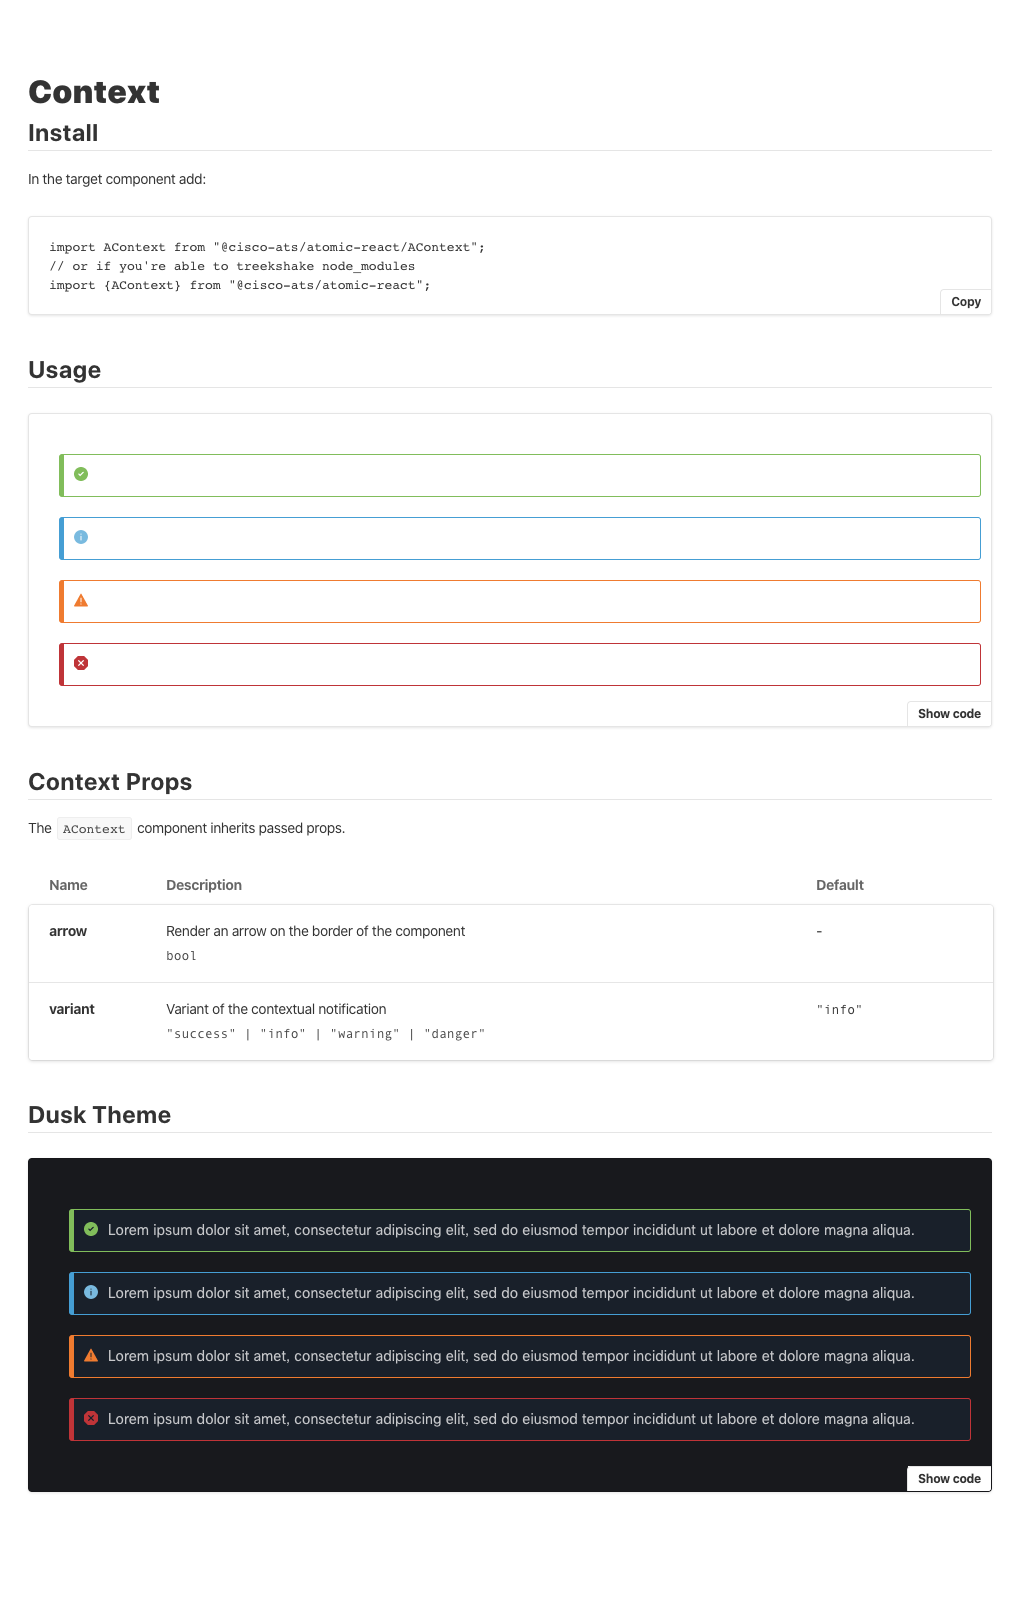 Context
Install
In the target component add:
import AContext from "@cisco-ats/atomic-react/AContext";
// or if you're able to treekshake node_modules
import {AContext} from "@cisco-ats/atomic-react";
Copy
Usage
Show code
Context Props
The AContext component inherits passed props.
Name Description Default
arrow Render an arrow on the border of the component -
bool
variant Variant of the contextual notification "info"
"success" | "info" | "warning" | "danger"
Dusk Theme
Lorem ipsum dolor sit amet, consectetur adipiscing elit, sed do eiusmod tempor incididunt ut labore et dolore magna aliqua.
Lorem ipsum dolor sit amet, consectetur adipiscing elit, sed do eiusmod tempor incididunt ut labore et dolore magna aliqua.
Lorem ipsum dolor sit amet, consectetur adipiscing elit, sed do eiusmod tempor incididunt ut labore et dolore magna aliqua.
Lorem ipsum dolor sit amet, consectetur adipiscing elit, sed do eiusmod tempor incididunt ut labore et dolore magna aliqua.
Show code